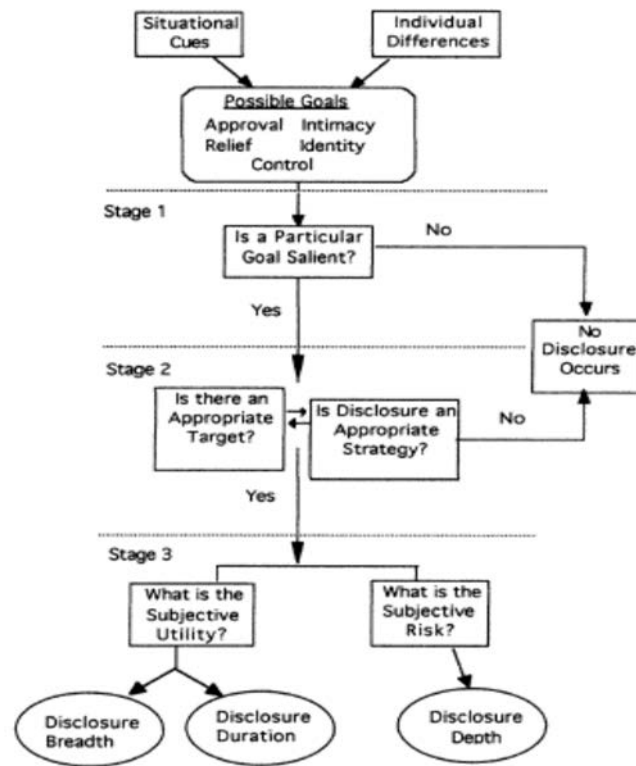 Situational
Cues
Individual
Differences
Possible Goals
Approval Intimacy
Relief Identity
Control
Stage 1
Is a Particular
Goal Salient?
No
Yes
No
Disclosure
Occurs
Stage 2
Is there an
Appropriate
Target?
Is Disclosure an
Appropriate
Strategy?
No
Yes
Stage 3
What is the
Subjective
Utility?
What is the
Subjective
Risk?
Disclosure
Breadth
Disclosure
Duration
Disclosure
Depth